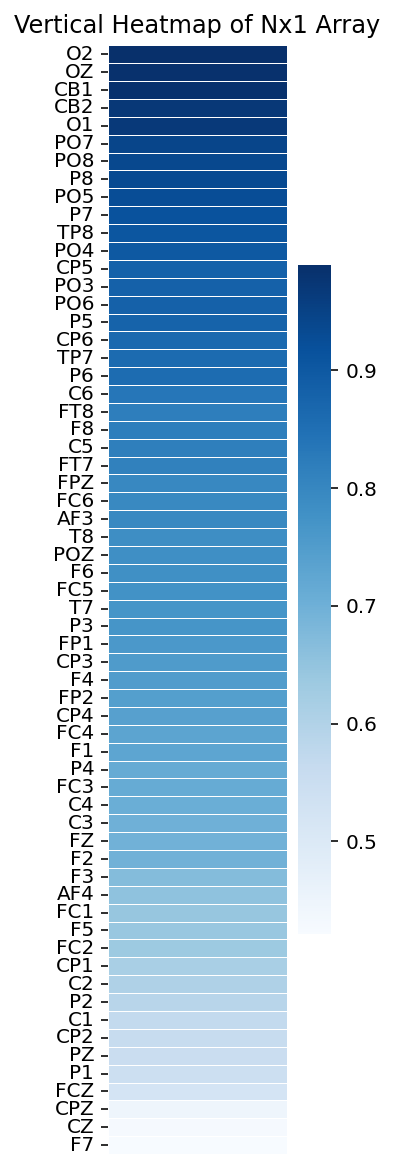 Vertical Heatmap of Nx1 Array
O2
OZ
CB1
CB2
O1
PO7
PO8
P8
PO5
P7
TP8
PO4
CP5
PO3
PO6
P5
CP6
TP7
P6
C6
FT8
F8
C5
FT7
FPZ
FC6
AF3
T8
POZ
F6
FC5
T7
P3
FP1
CP3
F4
FP2
CP4
FC4
F1
P4
FC3
C4
C3
FZ
F2
F3
AF4
FC1
F5
FC2
CP1
C2
P2
C1
CP2
PZ
P1
FCZ
CPZ
CZ
F7
0.9
0.8
0.7
0.6
0.5